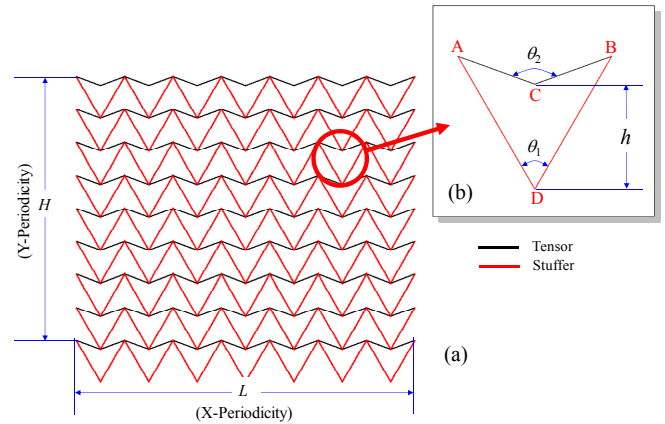 A
B
θ₂
C
θ₁
h
D
(b)
(Y-Periodicity)
H
Tensor
Stuffer
(a)
L
(X-Periodicity)